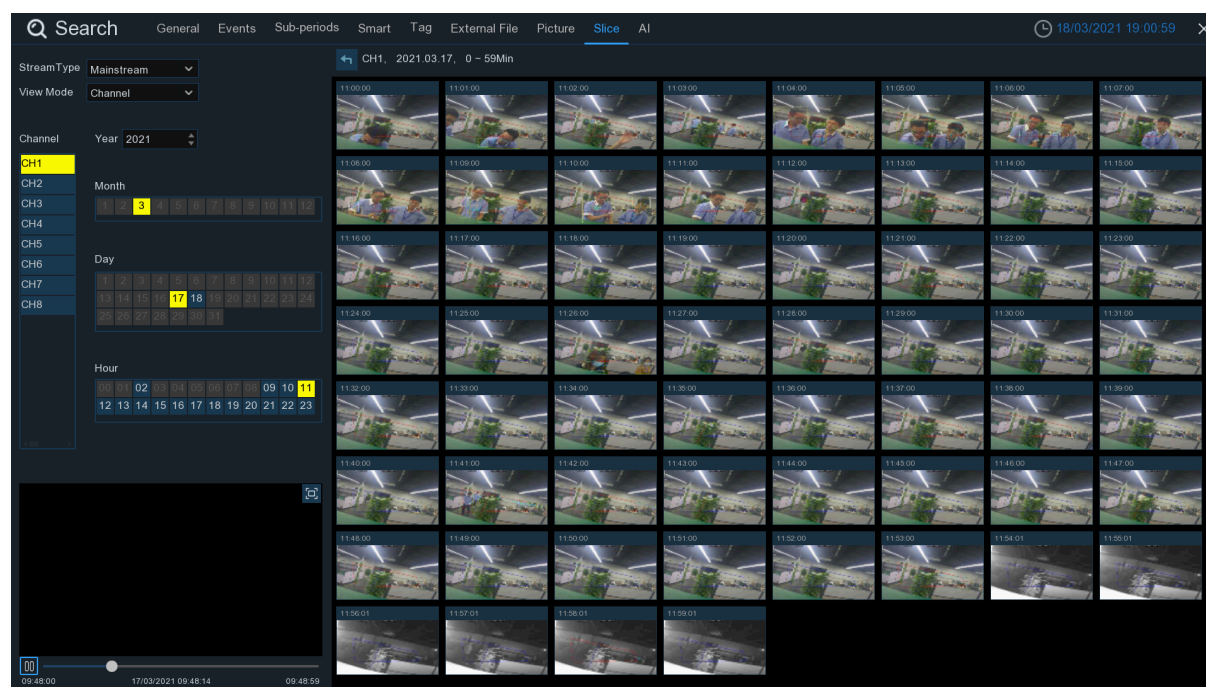 Search General Events Sub-periods Smart Tag External File Picture Slice AI 18/03/2021 19:00:59
StreamType Mainstream
View Mode Channel
Channel Year 2021
CH1
CH2
CH3
CH4
CH5
CH6
CH7
CH8
Month
1 2 3 4 5 6 7 8 9 10 11 12
Day
1 2 3 4 5 6 7 8 9 10 11 12
13 14 15 16 17 18 19 20 21 22 23 24
25 26 27 28 29 30 31
Hour
00 01 02 03 04 05 06 07 08 09 10 11
12 13 14 15 16 17 18 19 20 21 22 23
09:48:00 17/03/2021 09:48:14 09:48:59
CH1, 2021.03.17, 0 ~ 59Min
11:00:00 11:01:00 11:02:00 11:03:00 11:04:00 11:05:00 11:06:00 11:07:00
11:08:00 11:09:00 11:10:00 11:11:00 11:12:00 11:13:00 11:14:00 11:15:00
11:16:00 11:17:00 11:18:00 11:19:00 11:20:00 11:21:00 11:22:00 11:23:00
11:24:00 11:25:00 11:26:00 11:27:00 11:28:00 11:29:00 11:30:00 11:31:00
11:32:00 11:33:00 11:34:00 11:35:00 11:36:00 11:37:00 11:38:00 11:39:00
11:40:00 11:41:00 11:42:00 11:43:00 11:44:00 11:45:00 11:46:00 11:47:00
11:48:00 11:49:00 11:50:00 11:51:00 11:52:00 11:53:00 11:54:01 11:55:01
11:56:01 11:57:01 11:58:01 11:59:01